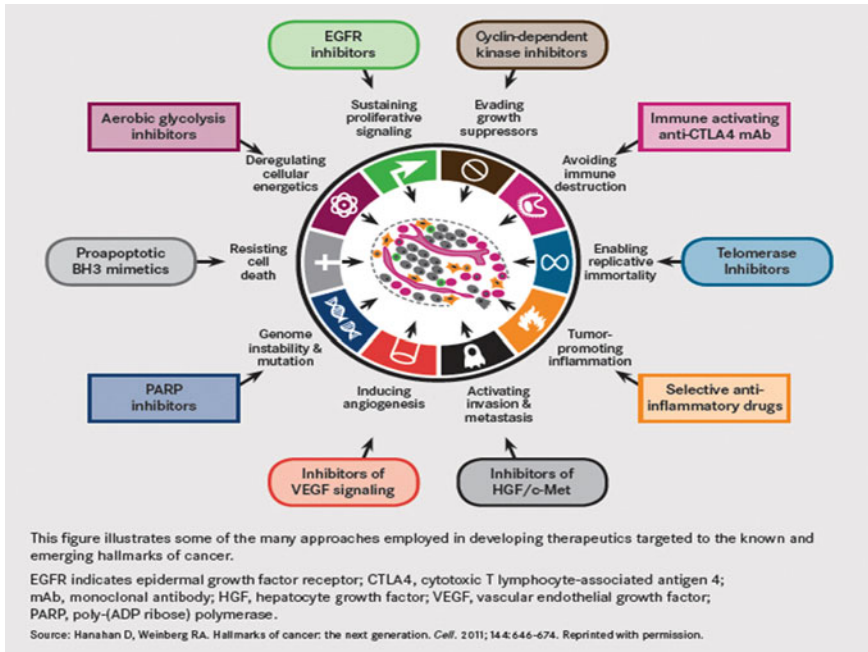 EGFR
inhibitors
Cyclin-dependent
kinase inhibitors
Sustaining
proliferative
signaling
Evading
growth
suppressors
Aerobic glycolysis
inhibitors
Immune activating
anti-CTLA4 mAb
Deregulating
cellular
energetics
Avoiding
immune
destruction
Proapoptotic
BH3 mimetics
Resisting
cell
death
Enabling
replicative
immortality
Telomerase
Inhibitors
Genome
instability &
mutation
Tumor-
promoting
inflammation
PARP
inhibitors
Inducing
angiogenesis
Activating
invasion &
metastasis
Selective anti-
inflammatory drugs
Inhibitors of
VEGF signaling
Inhibitors of
HGF/c-Met
This figure illustrates some of the many approaches employed in developing therapeutics targeted to the known and
emerging hallmarks of cancer.
EGFR indicates epidermal growth factor receptor; CTLA4, cytotoxic T lymphocyte-associated antigen 4;
mAb, monoclonal antibody; HGF, hepatocyte growth factor; VEGF, vascular endothelial growth factor;
PARP, poly-(ADP ribose) polymerase.
Source: Hanahan D, Weinberg RA. Hallmarks of cancer: the next generation. Cell. 2011; 144:646-674. Reprinted with permission.